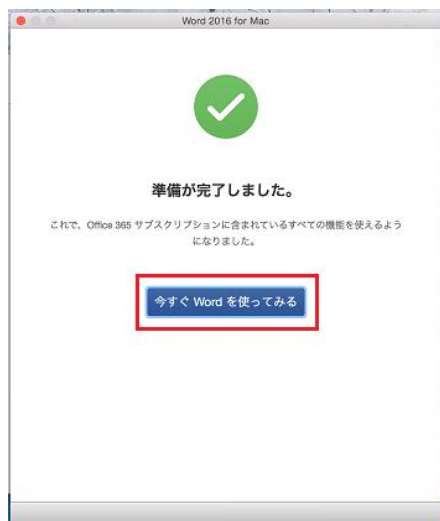 Word 2016 for Mac
準備が完了しました。
これで、Office 365 サブスクリプションに含まれているすべての機能を使えるよう
になりました。
今すぐ Word を使ってみる